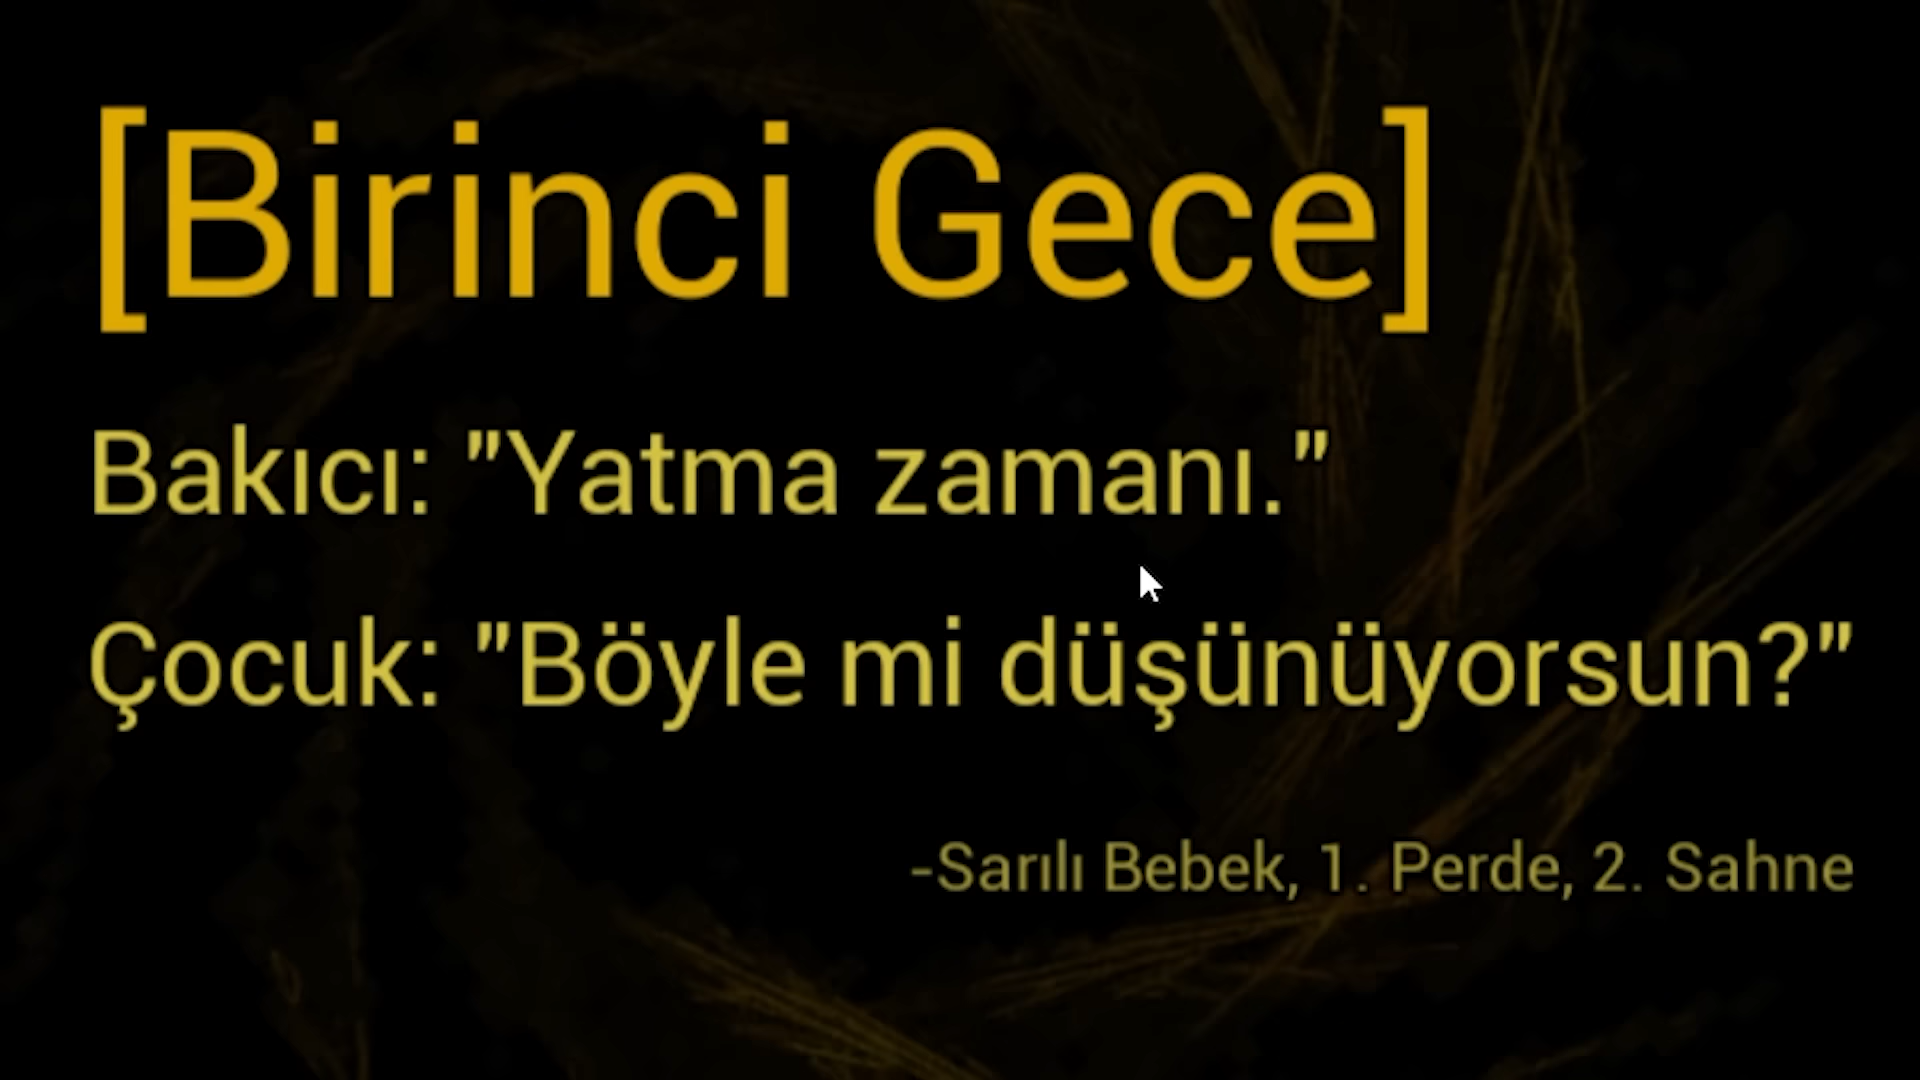 [Birinci Gece]
Bakıcı: "Yatma zamanı."
Çocuk: "Böyle mi düşünüyorsun?"
-Sarılı Bebek, 1. Perde, 2. Sahne